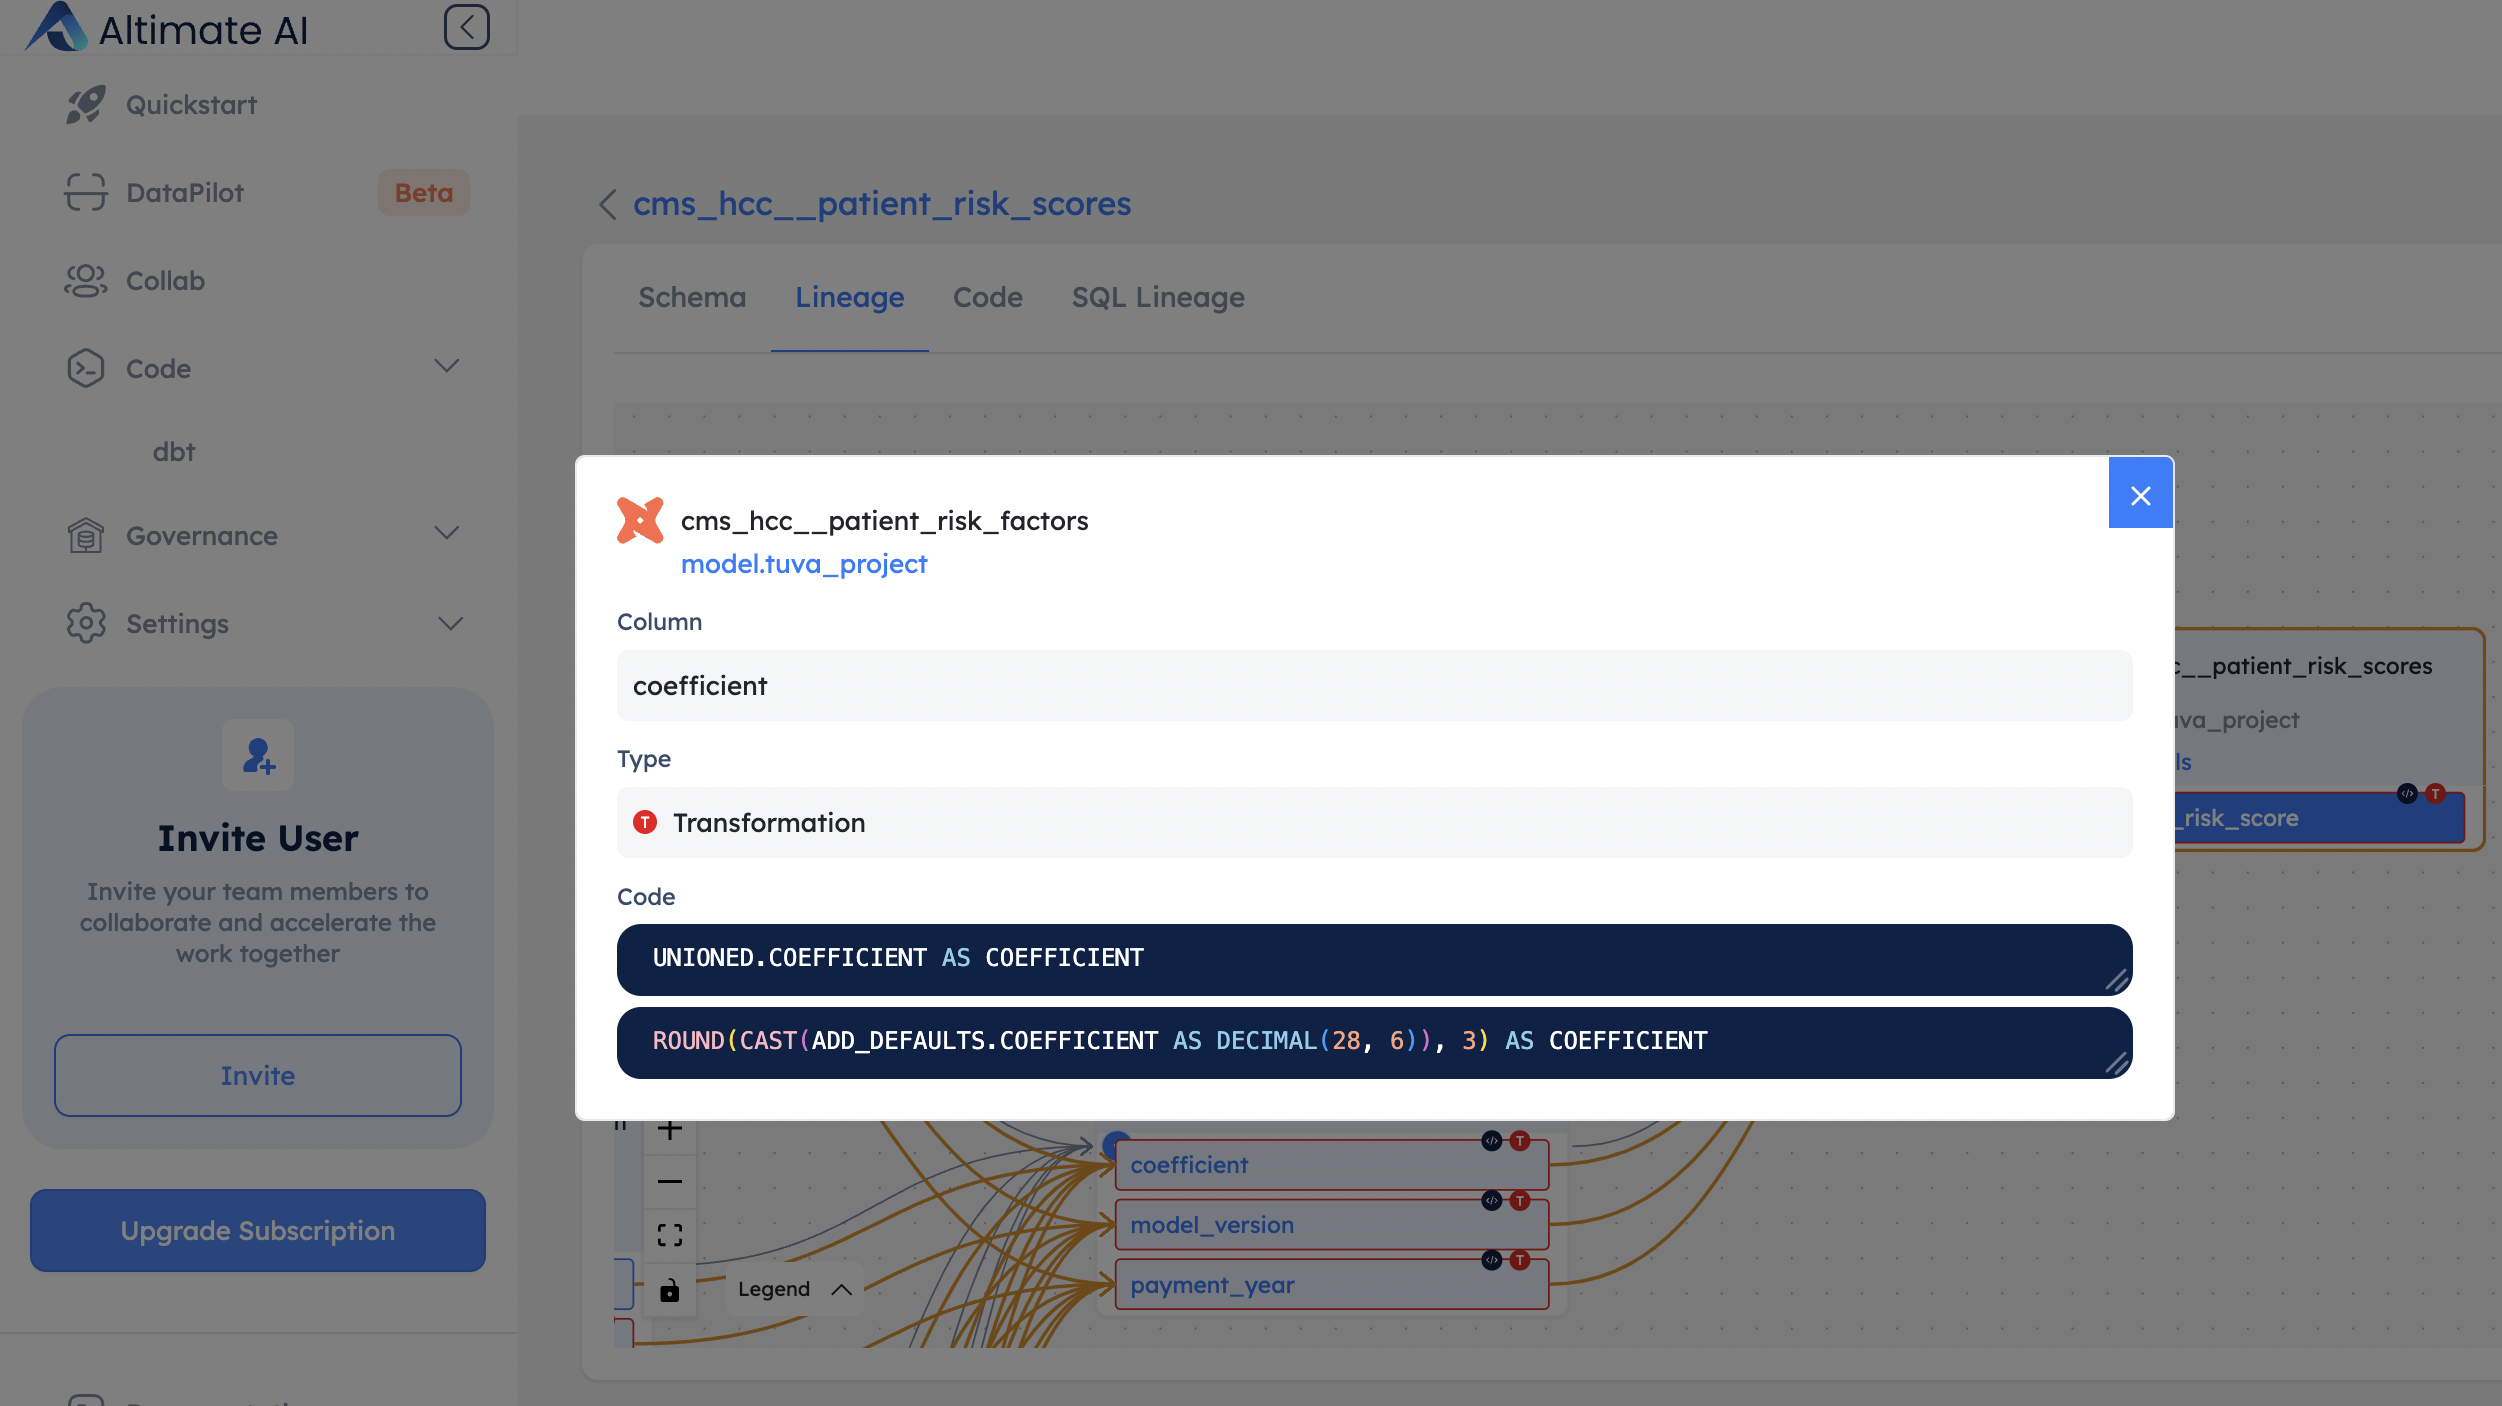 Altimate AI
Quickstart
DataPilot
Beta
Collab
Code
dbt
Governance
Settings
Invite User
Invite your team members to
collaborate and accelerate the
work together
Invite
Upgrade Subscription
cms_hcc__patient_risk_scores
Schema
Lineage
Code
SQL Lineage
cms_hcc__patient_risk_factors
model.tuva_project
Column
coefficient
Type
T
Transformation
Code
UNIONED.COEFFICIENT AS COEFFICIENT
ROUND(CAST(ADD_DEFAULTS.COEFFICIENT AS DECIMAL(28, 6)), 3) AS COEFFICIENT
c__patient_risk_scores
uva_project
ls
</> T
_risk_score
</> T
coefficient
</> T
model_version
</> T
payment_year
Legend